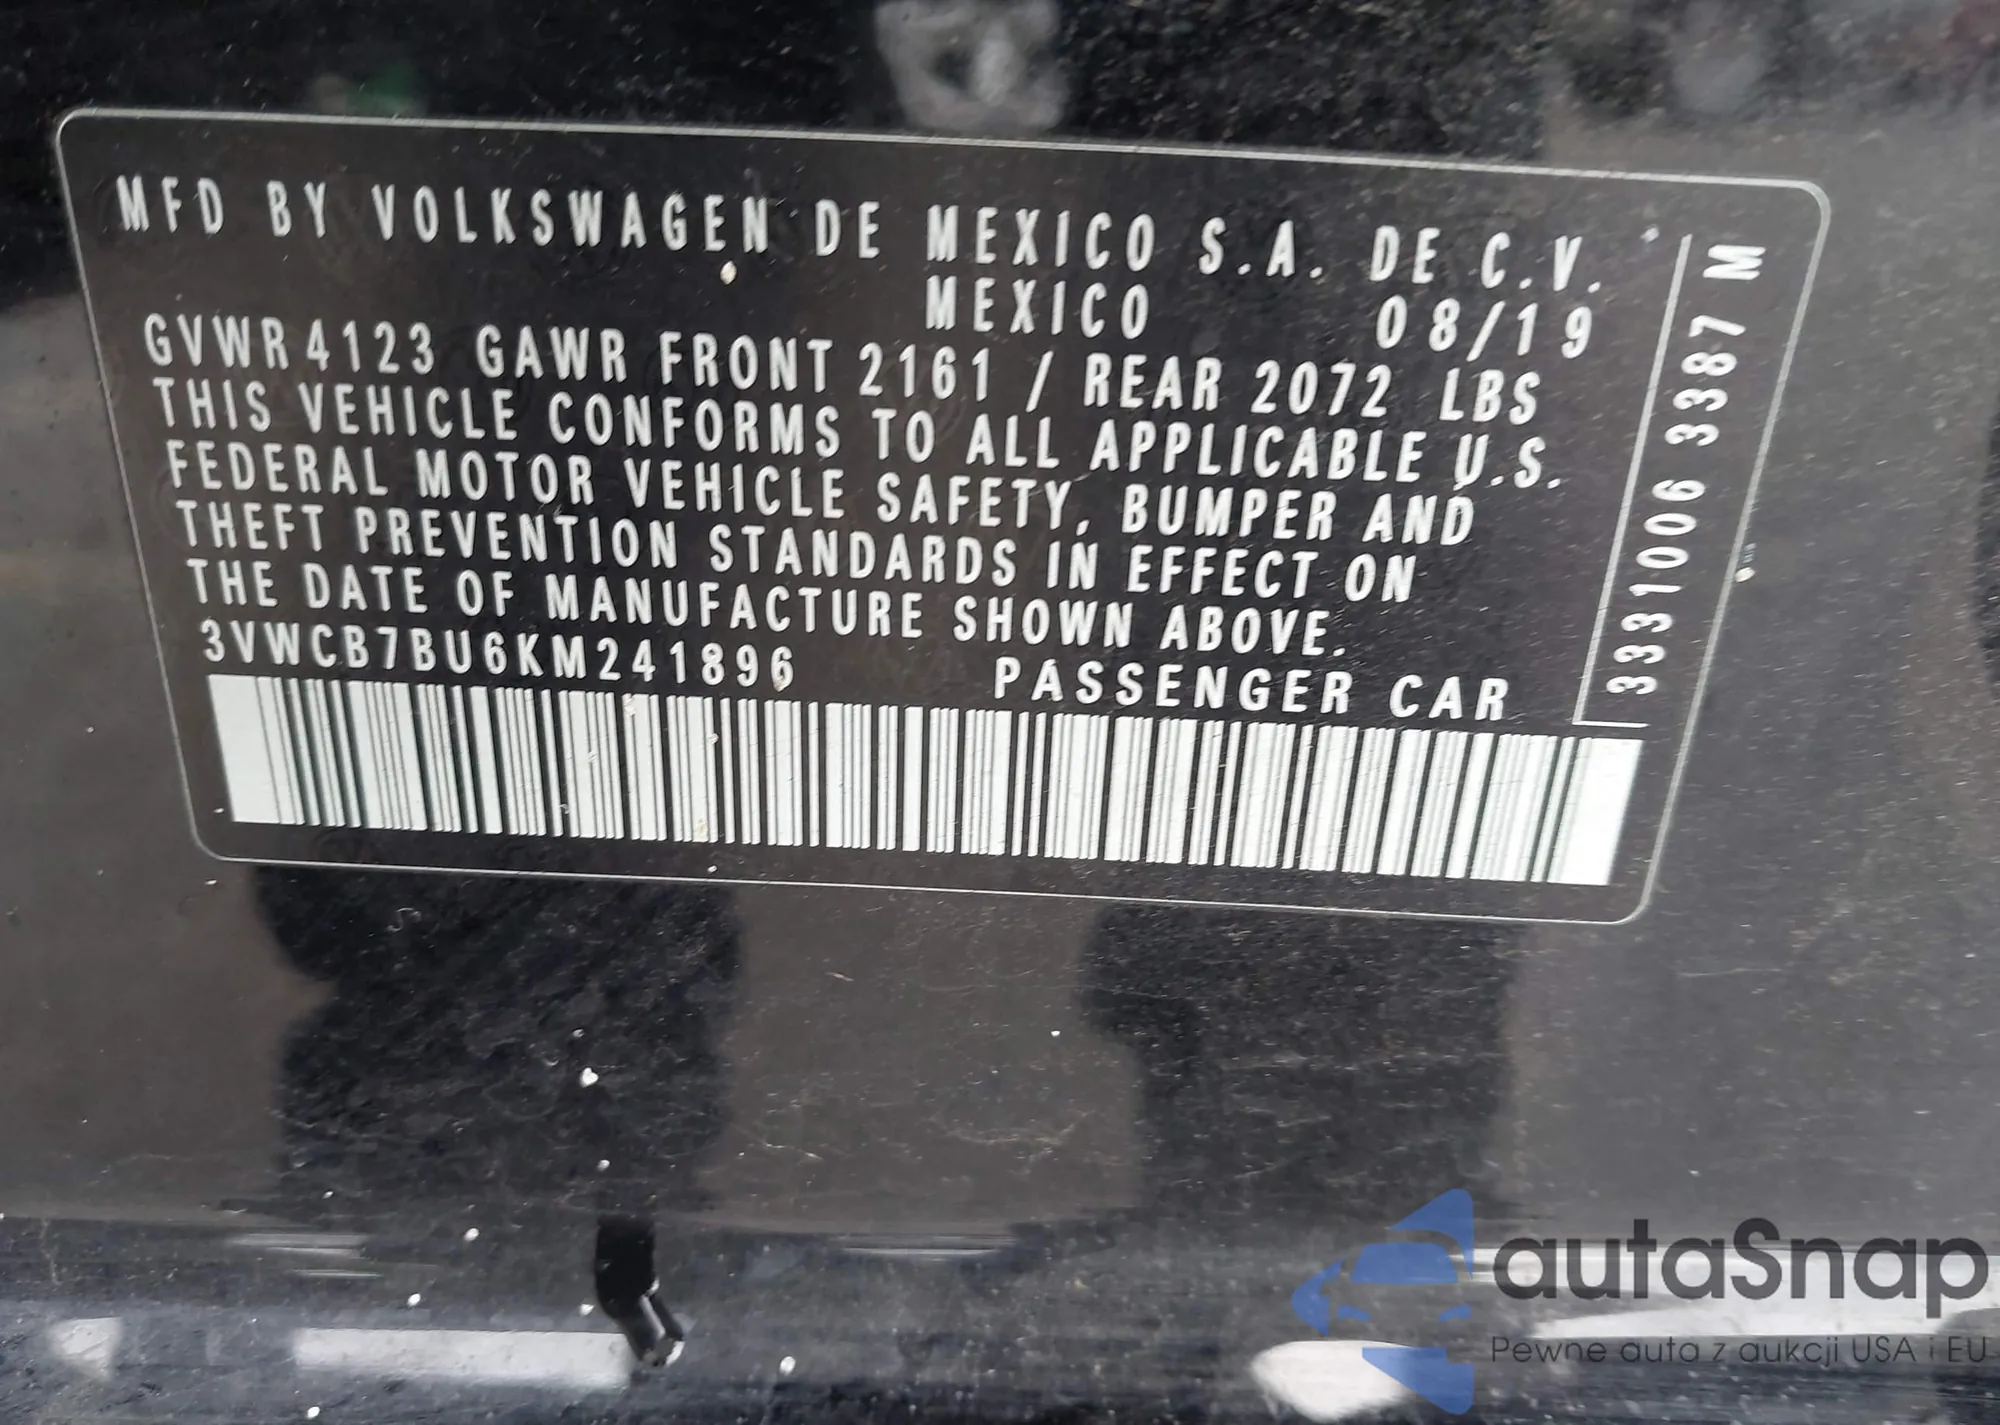 MFD BY VOLKSWAGEN DE MEXICO S.A. DE C.V.
MEXICO 08/19
GVWR 4123 GAWR FRONT 2161 / REAR 2072 LBS
THIS VEHICLE CONFORMS TO ALL APPLICABLE U.S.
FEDERAL MOTOR VEHICLE SAFETY, BUMPER AND
THEFT PREVENTION STANDARDS IN EFFECT ON
THE DATE OF MANUFACTURE SHOWN ABOVE.
3VWCB7BU6KM241896 PASSENGER CAR
3331006 3387 M
autaSnap
Pewne auta z aukcji USA i EU